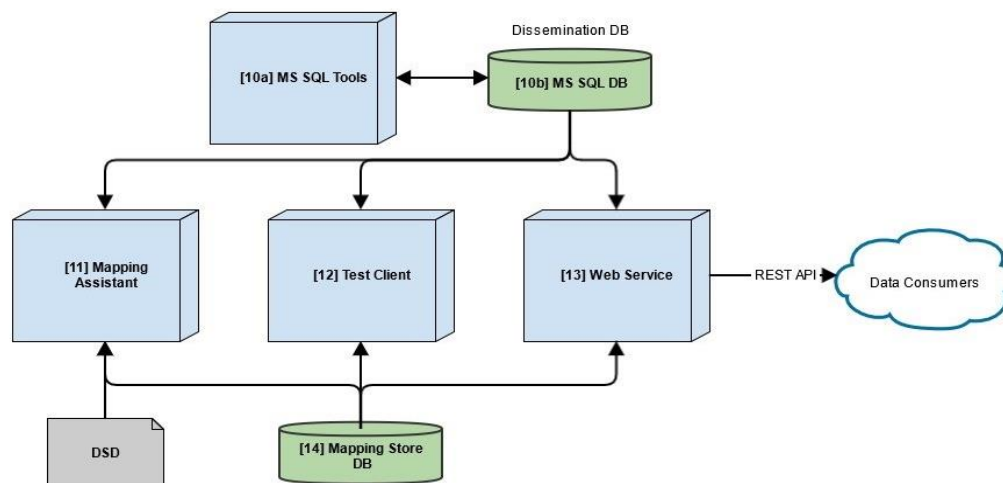 Dissemination DB
[10a] MS SQL Tools
[10b] MS SQL DB
[11] Mapping
Assistant
[12] Test Client
[13] Web Service
REST API
Data Consumers
DSD
[14] Mapping Store
DB